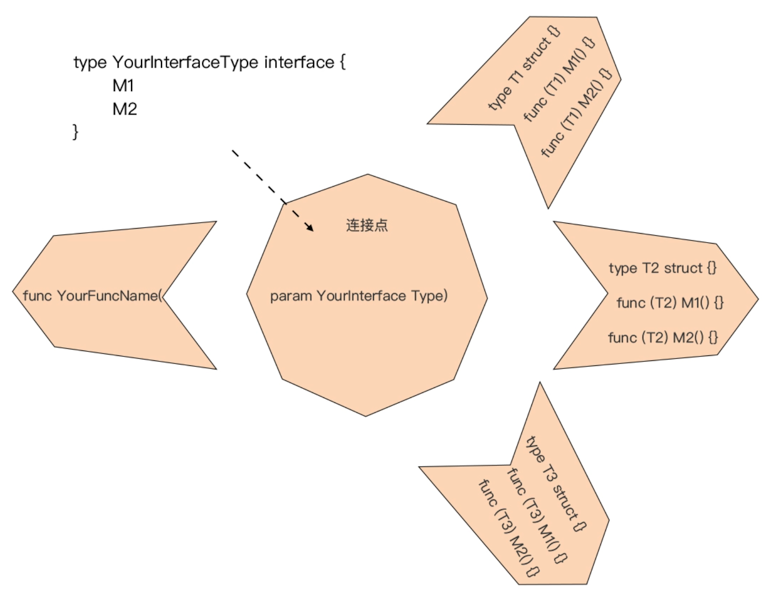 type YourInterfaceType interface {
M1
M2
}
连接点
func YourFuncName(
param YourInterface Type)
type T1 struct {}
func (T1) M1() {}
func (T1) M2() {}
type T2 struct {}
func (T2) M1() {}
func (T2) M2() {}
type T3 struct {}
func (T3) M1() {}
func (T3) M2() {}